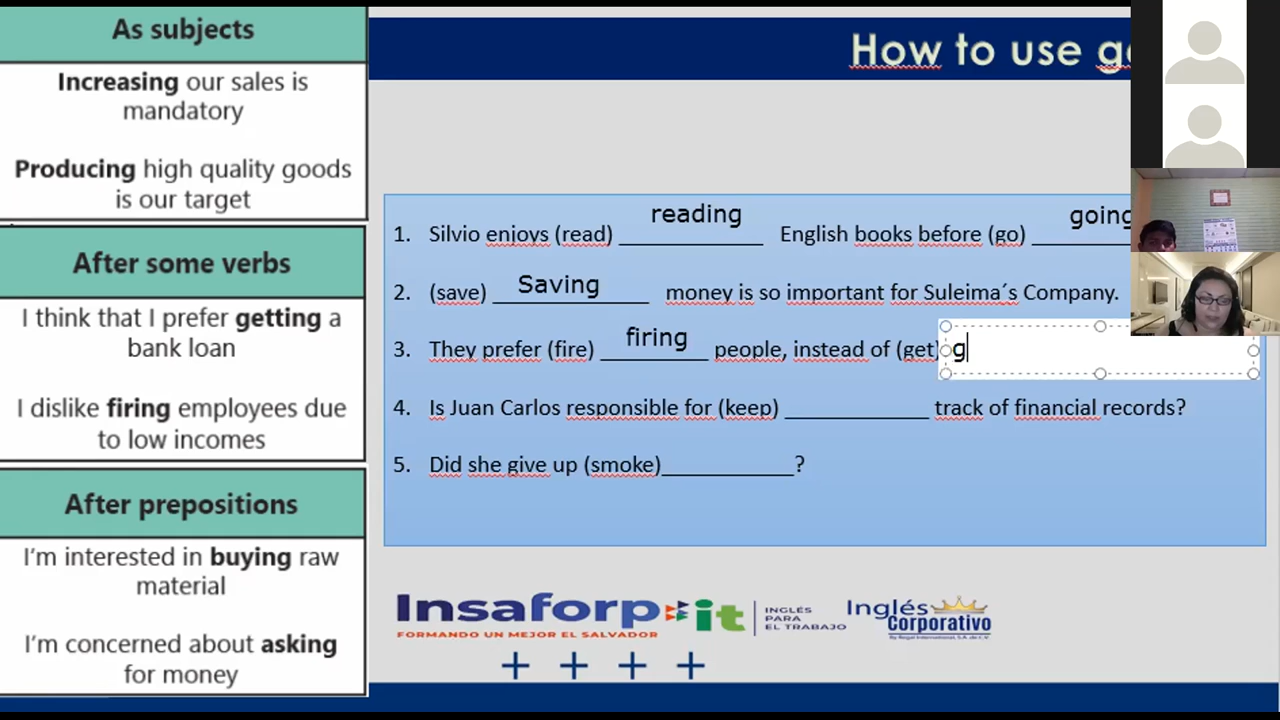 As subjects
Increasing our sales is
mandatory
Producing high quality goods
is our target
After some verbs
I think that I prefer getting a
bank loan
I dislike firing employees due
to low incomes
After prepositions
I'm interested in buying raw
material
I'm concerned about asking
for money
How to use
1. Silvio enjoys (read) reading English books before (go) going
2. (save) Saving money is so important for Suleima´s Company.
3. They prefer (fire) firing people, instead of (get) g
4. Is Juan Carlos responsible for (keep) ____________ track of financial records?
5. Did she give up (smoke)___________?
Insaforp it
FORMANDO UN MEJOR EL SALVADOR
INGLÉS
PARA
EL TRABAJO
Inglés
Corporativo